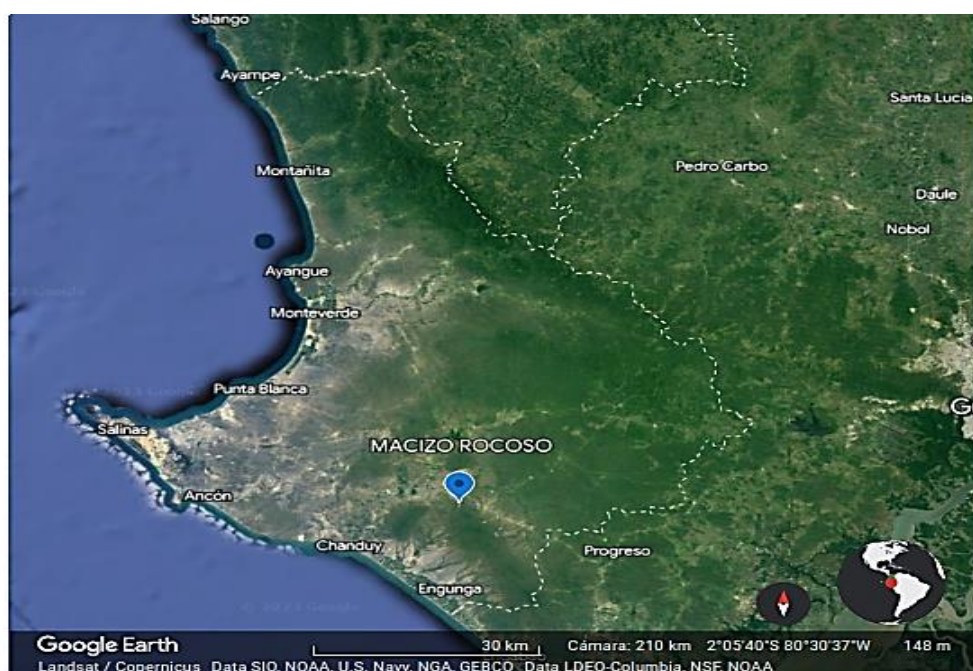 Salango
Ayampe
Santa Lucia
Montañita
Pedro Carbo
Daule
Nobol
Ayangue
Monteverde
Punta Blanca
Salinas
G
MACIZO ROCOSO
Ancón
Chanduy
Progreso
Engunga
Google Earth
30 km
Cámara: 210 km 2°05'40"S 80°30'37"W 148 m
Landsat / Copernicus Data SIO, NOAA, U.S. Navy, NGA, GEBCO Data LDEO-Columbia, NSF, NOAA